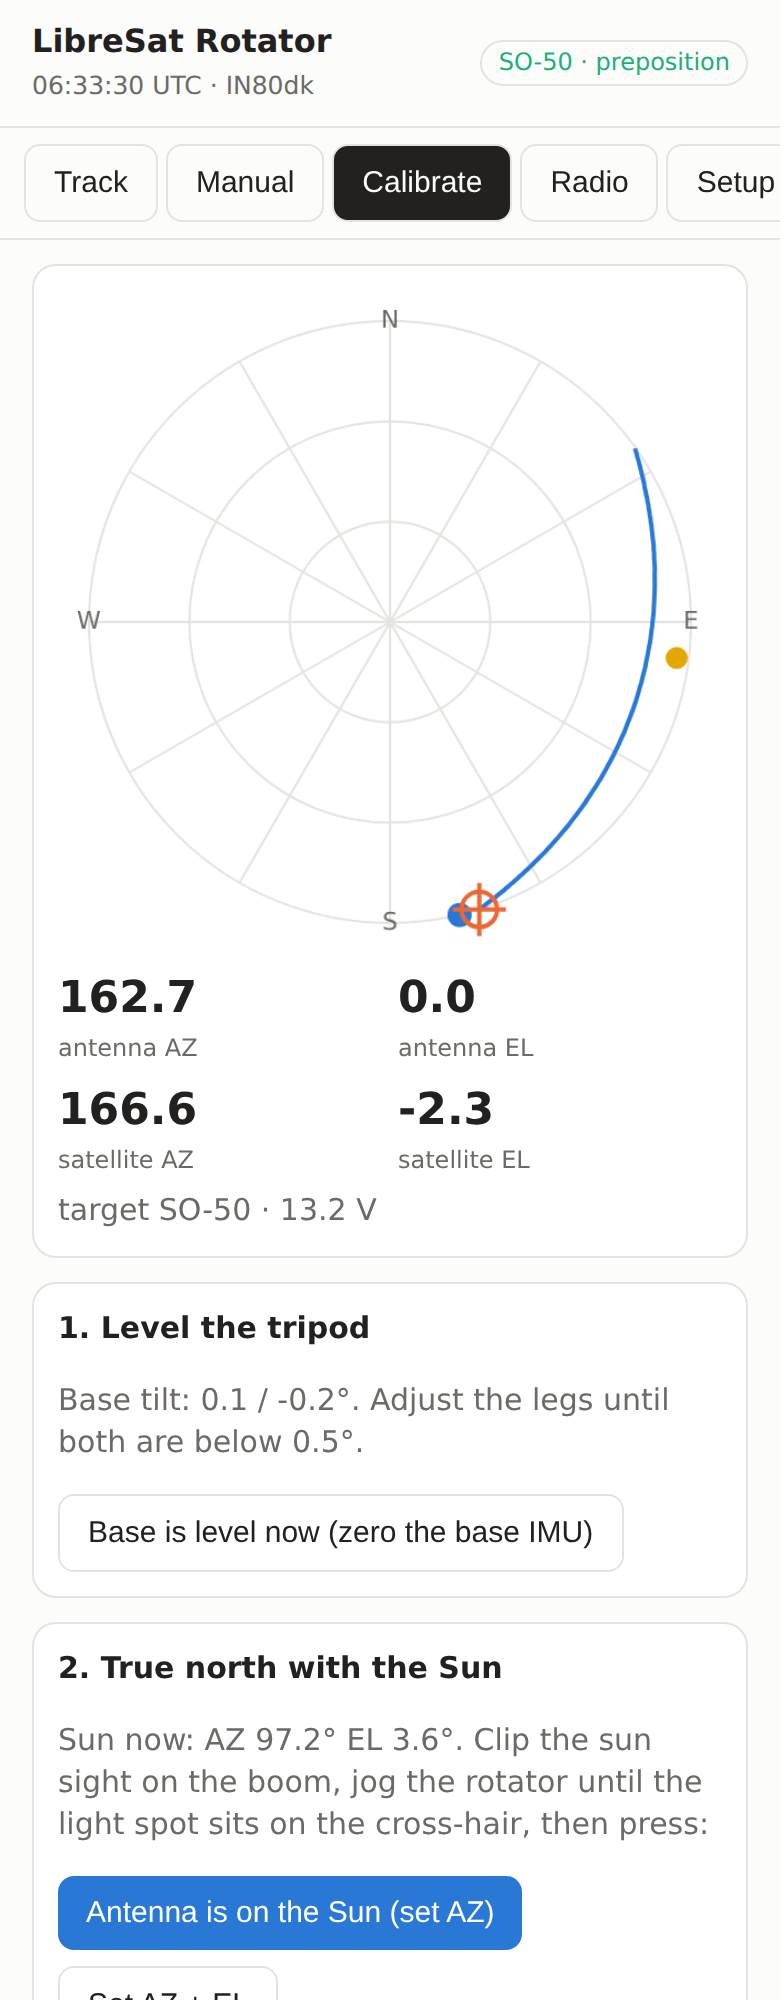 LibreSat Rotator
06:33:30 UTC · IN80dk
SO-50 · preposition
Track
Manual
Calibrate
Radio
Setup
N
W
E
S
162.7
0.0
antenna AZ
antenna EL
166.6
-2.3
satellite AZ
satellite EL
target SO-50 · 13.2 V
1. Level the tripod
Base tilt: 0.1 / -0.2°. Adjust the legs until
both are below 0.5°.
Base is level now (zero the base IMU)
2. True north with the Sun
Sun now: AZ 97.2° EL 3.6°. Clip the sun
sight on the boom, jog the rotator until the
light spot sits on the cross-hair, then press:
Antenna is on the Sun (set AZ)
Set AZ + EL